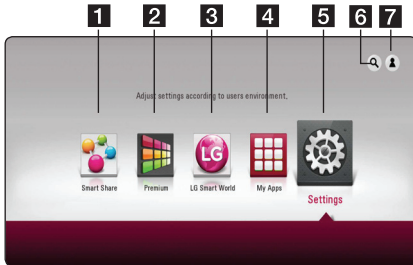 1 2 3 4 5 6 7
Adjust settings according to users environment.
LG
Smart Share Premium LG Smart World My Apps
Settings